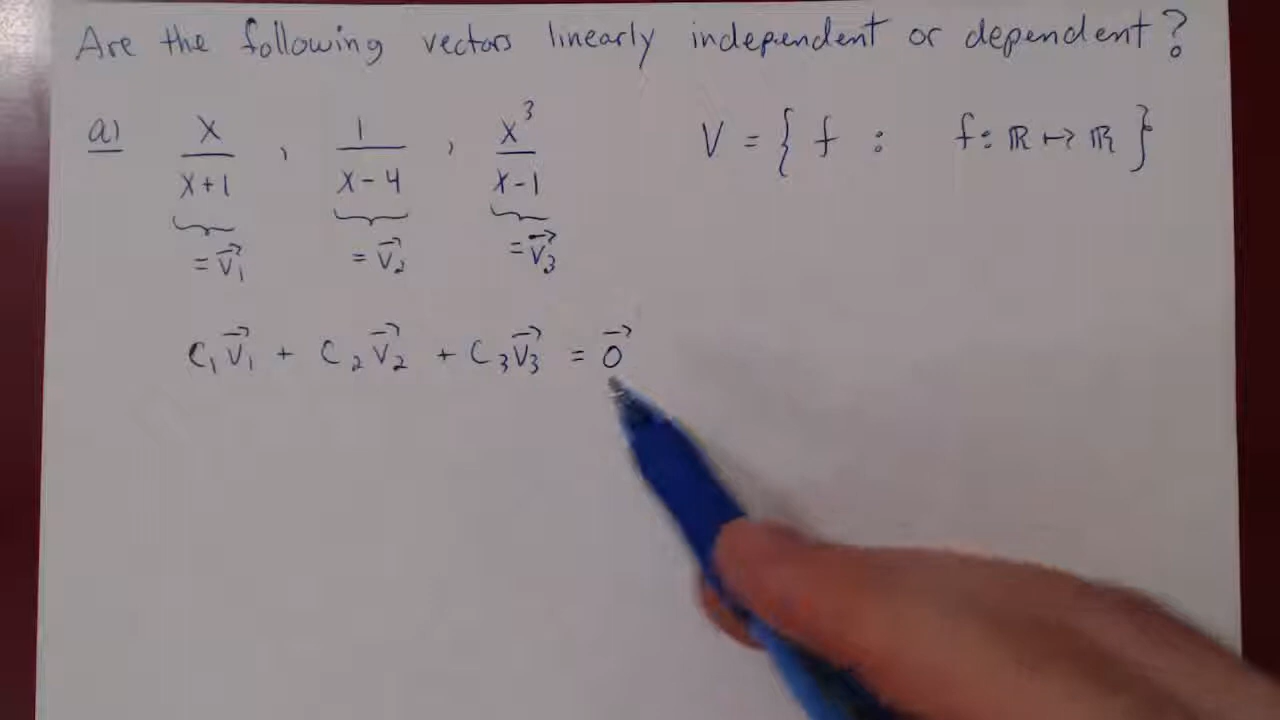 Are the following vectors linearly independent or dependent?
a) x/(x+1) , 1/(x-4) , x³/(x-1)   V = { f : f: ℝ ↦ ℝ }
= v⃗₁   = v⃗₂   = v⃗₃
c₁v⃗₁ + c₂v⃗₂ + c₃v⃗₃ = 0⃗